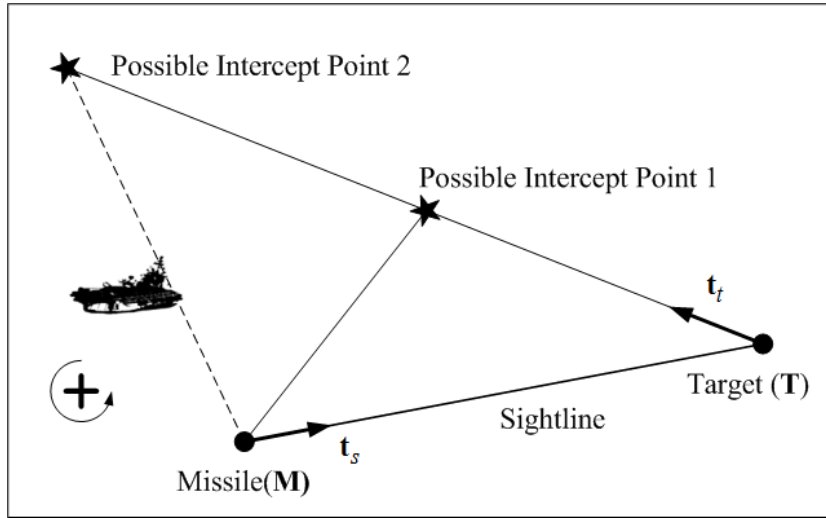 Possible Intercept Point 2
Possible Intercept Point 1
t_t
Target (T)
Sightline
t_s
Missile(M)